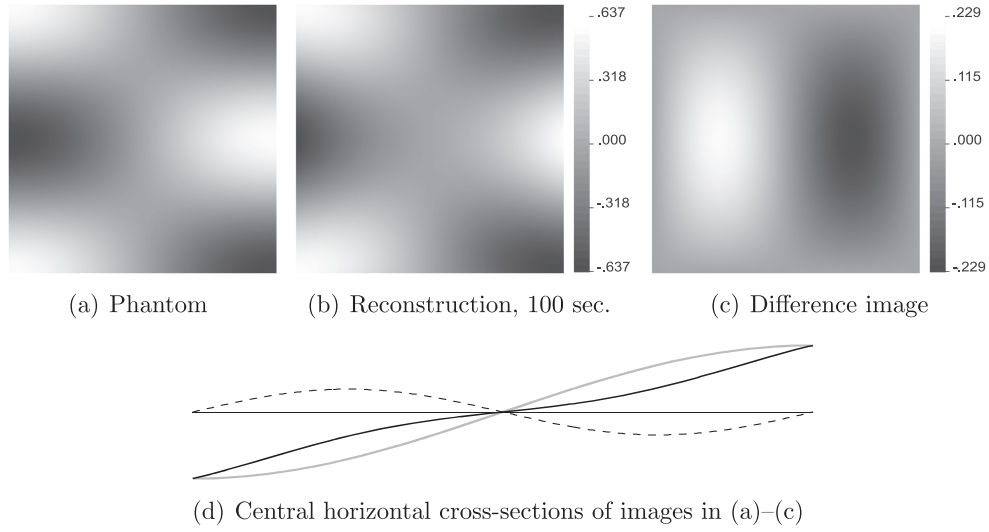 .637
.318
.000
-.318
-.637
.229
.115
.000
-.115
-.229
(a) Phantom
(b) Reconstruction, 100 sec.
(c) Difference image
(d) Central horizontal cross-sections of images in (a)–(c)